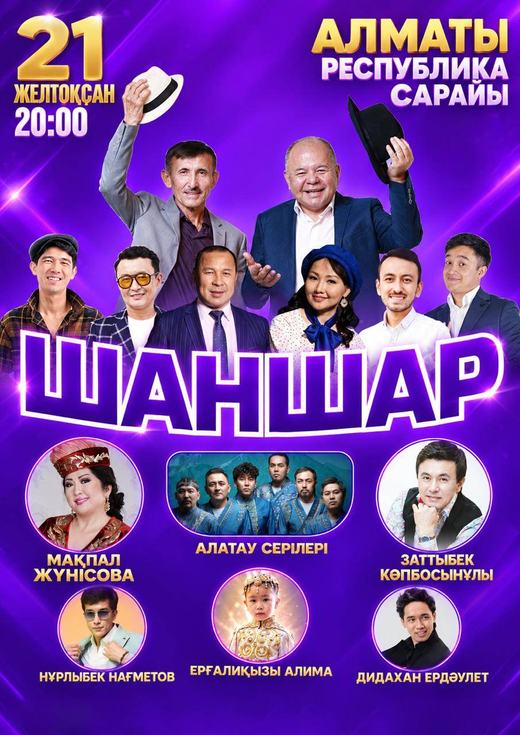 21
ЖЕЛТОҚСАН
20:00
АЛМАТЫ
РЕСПУБЛИКА
САРАЙЫ
ШАНШАР
МАҚПАЛ
ЖҮНІСОВА
АЛАТАУ СЕРІЛЕРІ
ЗАТТЫБЕК
КӨПБОСЫНҰЛЫ
НҰРЛЫБЕК НАҒМЕТОВ
ЕРҒАЛИҚЫЗЫ АЛИМА
ДИДАХАН ЕРДӘУЛЕТ